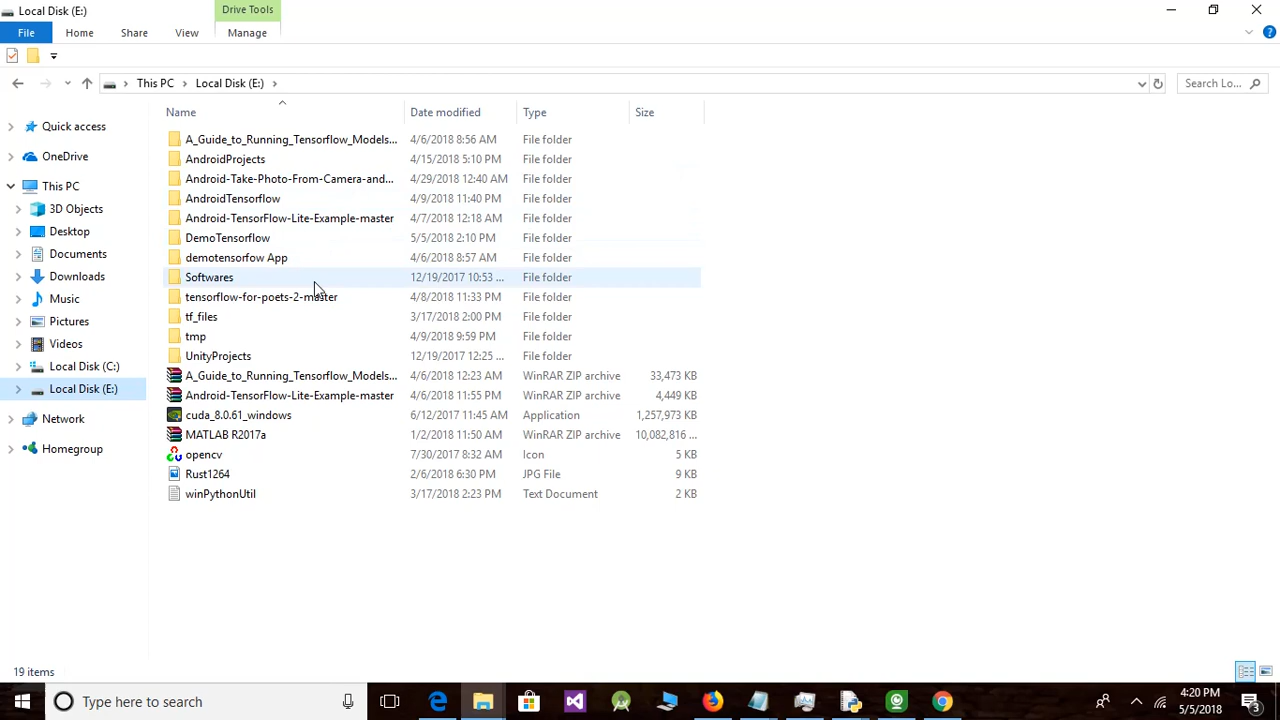 Local Disk (E:)
Drive Tools
File Home Share View Manage
This PC Local Disk (E:) Search Lo...
Name Date modified Type Size
Quick access
OneDrive
This PC
3D Objects
Desktop
Documents
Downloads
Music
Pictures
Videos
Local Disk (C:)
Local Disk (E:)
Network
Homegroup
A_Guide_to_Running_Tensorflow_Models... 4/6/2018 8:56 AM File folder
AndroidProjects 4/15/2018 5:10 PM File folder
Android-Take-Photo-From-Camera-and... 4/29/2018 12:40 AM File folder
AndroidTensorflow 4/9/2018 11:40 PM File folder
Android-TensorFlow-Lite-Example-master 4/7/2018 12:18 AM File folder
DemoTensorflow 5/5/2018 2:10 PM File folder
demotensorfow App 4/6/2018 8:57 AM File folder
Softwares 12/19/2017 10:53 ... File folder
tensorflow-for-poets-2-master 4/8/2018 11:33 PM File folder
tf_files 3/17/2018 2:00 PM File folder
tmp 4/9/2018 9:59 PM File folder
UnityProjects 12/19/2017 12:25 ... File folder
A_Guide_to_Running_Tensorflow_Models... 4/6/2018 12:23 AM WinRAR ZIP archive 33,473 KB
Android-TensorFlow-Lite-Example-master 4/6/2018 11:55 PM WinRAR ZIP archive 4,449 KB
cuda_8.0.61_windows 6/12/2017 11:45 AM Application 1,257,973 KB
MATLAB R2017a 1/2/2018 11:50 AM WinRAR ZIP archive 10,082,816 ...
opencv 7/30/2017 8:32 AM Icon 5 KB
Rust1264 2/6/2018 6:30 PM JPG File 9 KB
winPythonUtil 3/17/2018 2:23 PM Text Document 2 KB
19 items
Type here to search
4:20 PM
5/5/2018
3